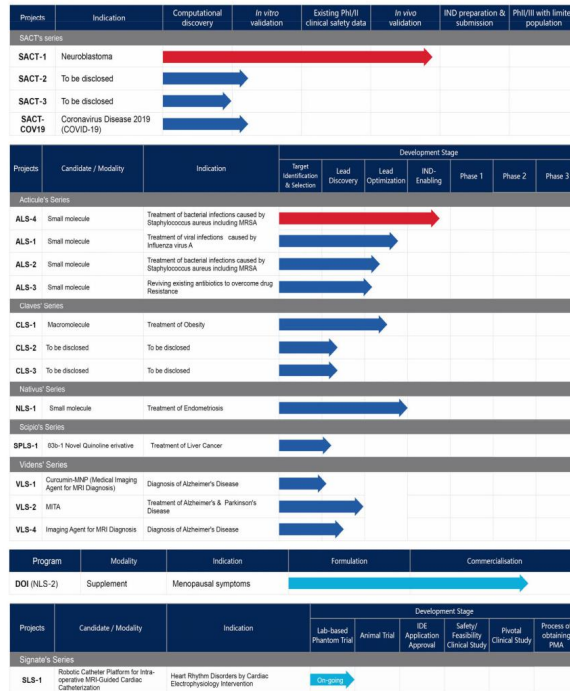 Projects Indication Computational discovery In vitro validation Existing PhI/II clinical safety data In vivo validation IND preparation & submission PhII/III with limited population
SACT's series
SACT-1 Neuroblastoma
SACT-2 To be disclosed
SACT-3 To be disclosed
SACT-COV19 Coronavirus Disease 2019 (COVID-19)
Development Stage
Projects Candidate / Modality Indication Target Identification & Selection Lead Discovery Lead Optimization IND-Enabling Phase 1 Phase 2 Phase 3
Acticule's Series
ALS-4 Small molecule Treatment of bacterial infections caused by Staphylococcus aureus including MRSA
ALS-1 Small molecule Treatment of viral infections caused by Influenza virus A
ALS-2 Small molecule Treatment of bacterial infections caused by Staphylococcus aureus including MRSA
ALS-3 Small molecule Reviving existing antibiotics to overcome drug Resistance
Claves' Series
CLS-1 Macromolecule Treatment of Obesity
CLS-2 To be disclosed To be disclosed
CLS-3 To be disclosed To be disclosed
Nativus' Series
NLS-1 Small molecule Treatment of Endometriosis
Scipio's Series
SPLS-1 83b-1 Novel Quinoline erivative Treatment of Liver Cancer
Videns' Series
VLS-1 Curcumin-MNP (Medical Imaging Agent for MRI Diagnosis) Diagnosis of Alzheimer's Disease
VLS-2 MITA Treatment of Alzheimer's & Parkinson's Disease
VLS-4 Imaging Agent for MRI Diagnosis Diagnosis of Alzheimer's Disease
Program Modality Indication Formulation Commercialisation
DOI (NLS-2) Supplement Menopausal symptoms
Development Stage
Projects Candidate / Modality Indication Lab-based Phantom Trial Animal Trial IDE Application Approval Safety/ Feasibility Clinical Study Pivotal Clinical Study Process of obtaining PMA
Signate's Series
SLS-1 Robotic Catheter Platform for Intra-operative MRI-Guided Cardiac Catheterization Heart Rhythm Disorders by Cardiac Electrophysiology Intervention On-going